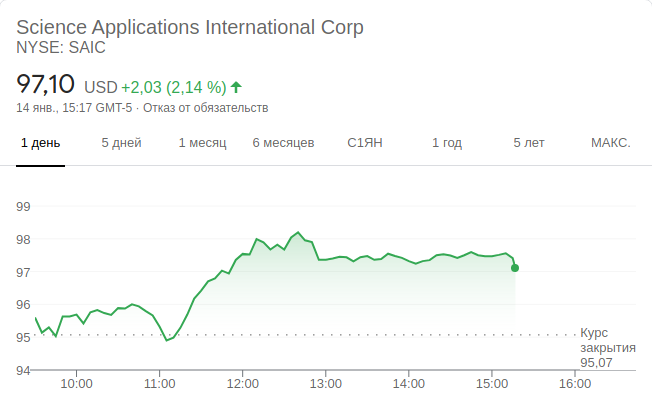 Science Applications International Corp
NYSE: SAIC
97,10 USD +2,03 (2,14 %)
14 янв., 15:17 GMT-5 · Отказ от обязательств
1 день 5 дней 1 месяц 6 месяцев С1ЯН 1 год 5 лет МАКС.
99
98
97
96
95
94
Курс
закрытия
95,07
10:00 11:00 12:00 13:00 14:00 15:00 16:00